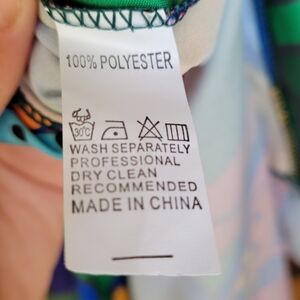 100% POLYESTER
30°C
WASH SEPARATELY
PROFESSIONAL
DRY CLEAN
RECOMMENDED
MADE IN CHINA